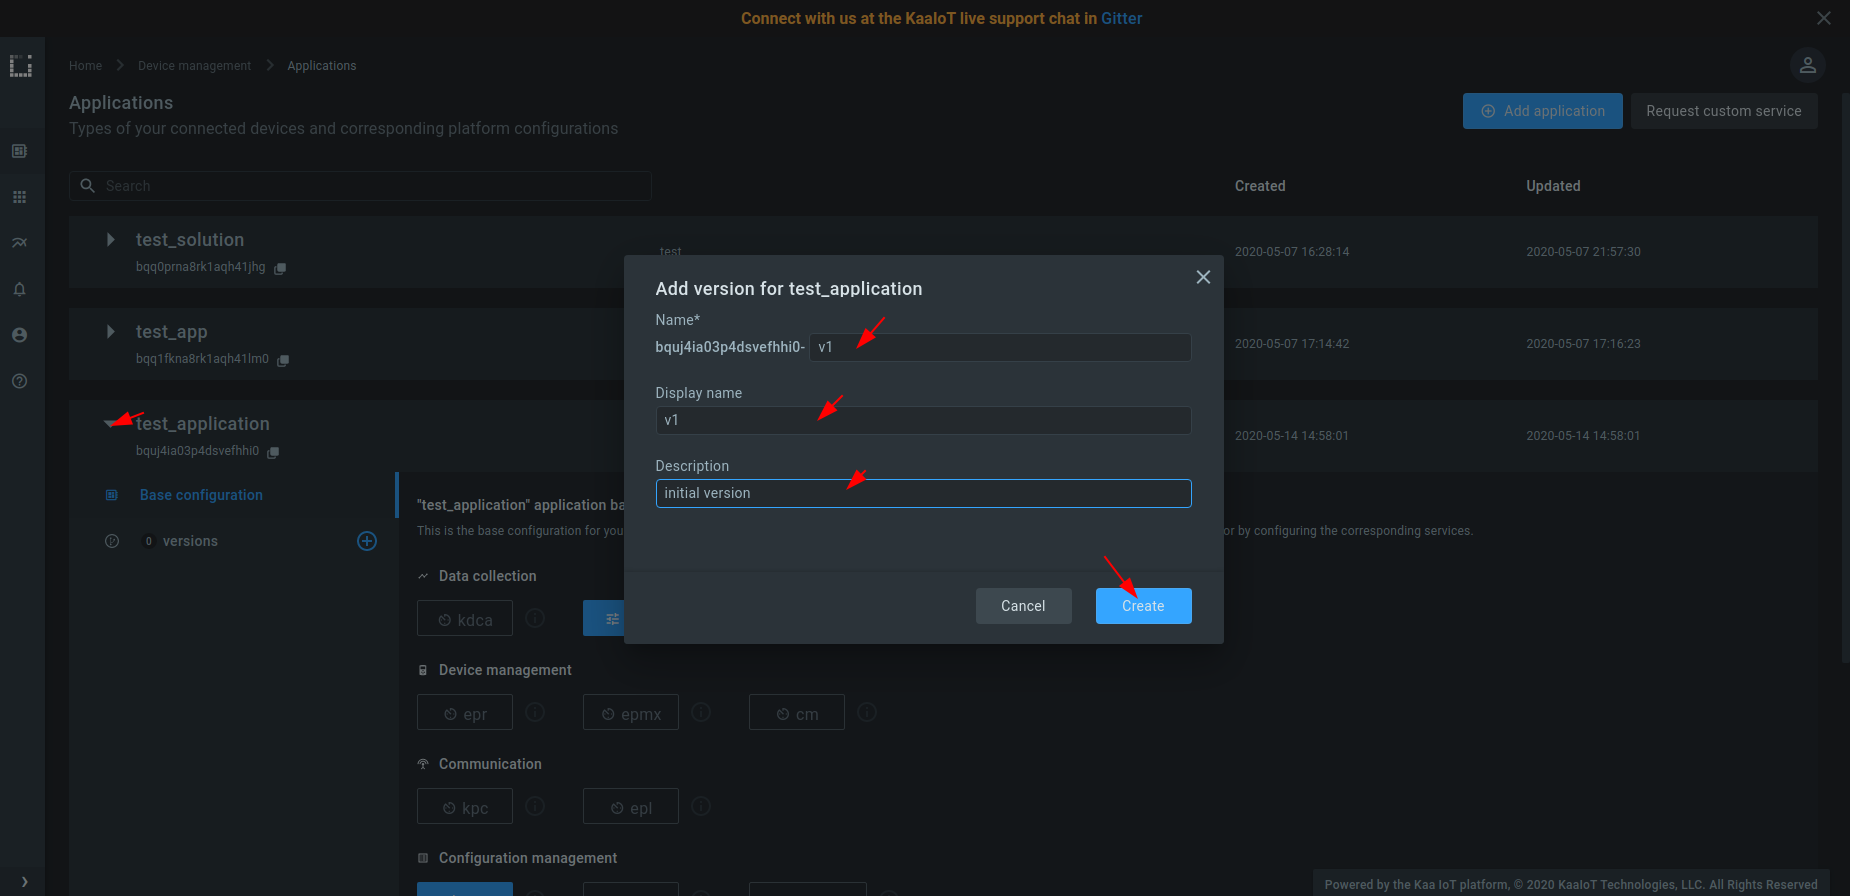 Connect with us at the KaaIoT live support chat in Gitter
Home Device management Applications
Applications
Types of your connected devices and corresponding platform configurations
Add application Request custom service
Search Created Updated
test_solution
bqq0prna8rk1aqh41jhg
test 2020-05-07 16:28:14 2020-05-07 21:57:30
test_app
bqq1fkna8rk1aqh41lm0
2020-05-07 17:14:42 2020-05-07 17:16:23
test_application
bquj4ia03p4dsvefhhi0
2020-05-14 14:58:01 2020-05-14 14:58:01
Base configuration
0 versions
"test_application" application ba
This is the base configuration for you
or by configuring the corresponding services.
Data collection
kdca
Device management
epr epmx cm
Communication
kpc epl
Configuration management
Add version for test_application
Name*
bquj4ia03p4dsvefhhi0- v1
Display name
v1
Description
initial version
Cancel Create
Powered by the Kaa IoT platform, © 2020 KaaIoT Technologies, LLC. All Rights Reserved